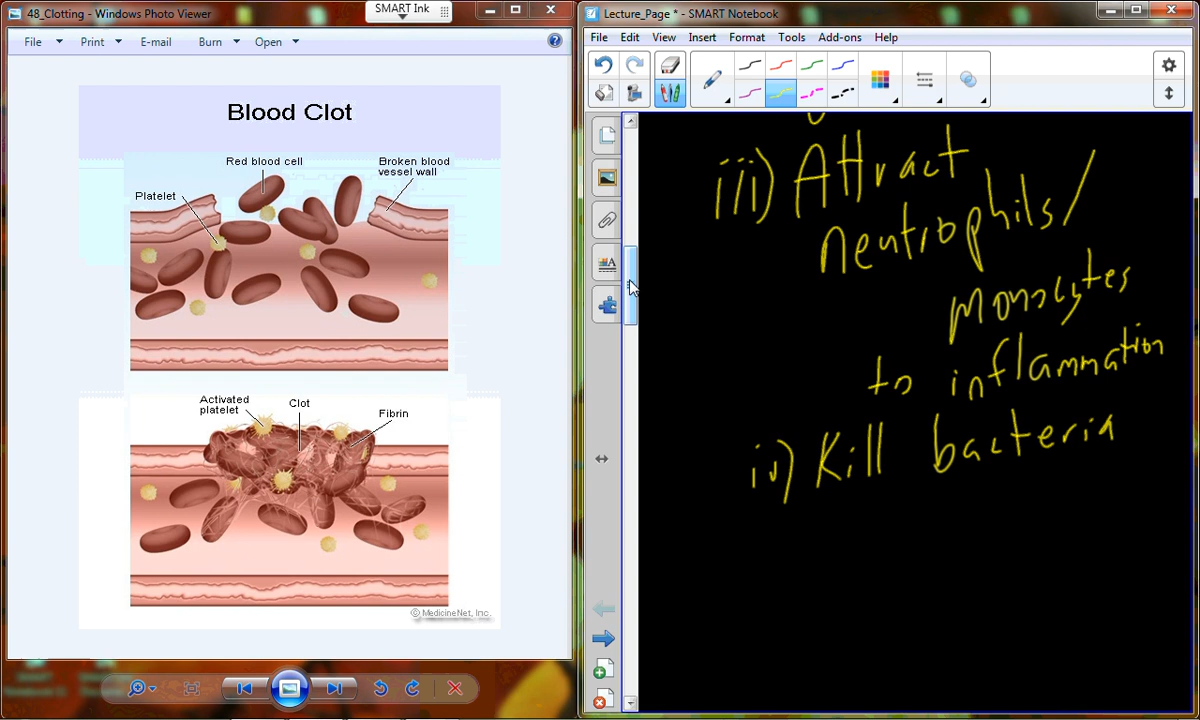 48_Clotting - Windows Photo Viewer
SMART Ink
File Print E-mail Burn Open
Blood Clot
Red blood cell
Broken blood
vessel wall
Platelet
Activated
platelet
Clot
Fibrin
© MedicineNet, Inc.
Lecture_Page * - SMART Notebook
File Edit View Insert Format Tools Add-ons Help
iii) Attract
neutrophils/
monocytes
to inflammation
iv) Kill bacteria